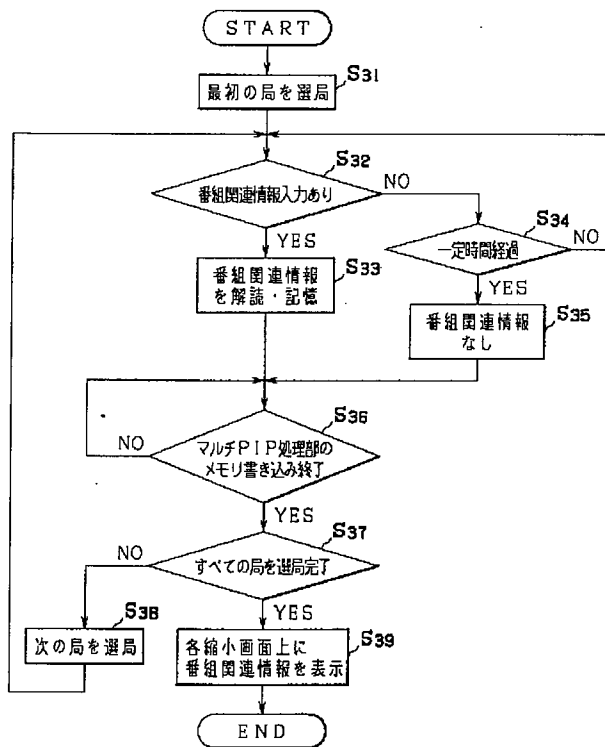 START
S31
最初の局を選局
S32
番組関連情報入力あり
NO
YES
S34
一定時間経過
NO
YES
S33
番組関連情報
を解読・記憶
S35
番組関連情報
なし
S36
マルチPIP処理部の
メモリ書き込み終了
NO
YES
S37
すべての局を選局完了
NO
YES
S38
次の局を選局
S39
各縮小画面上に
番組関連情報を表示
END